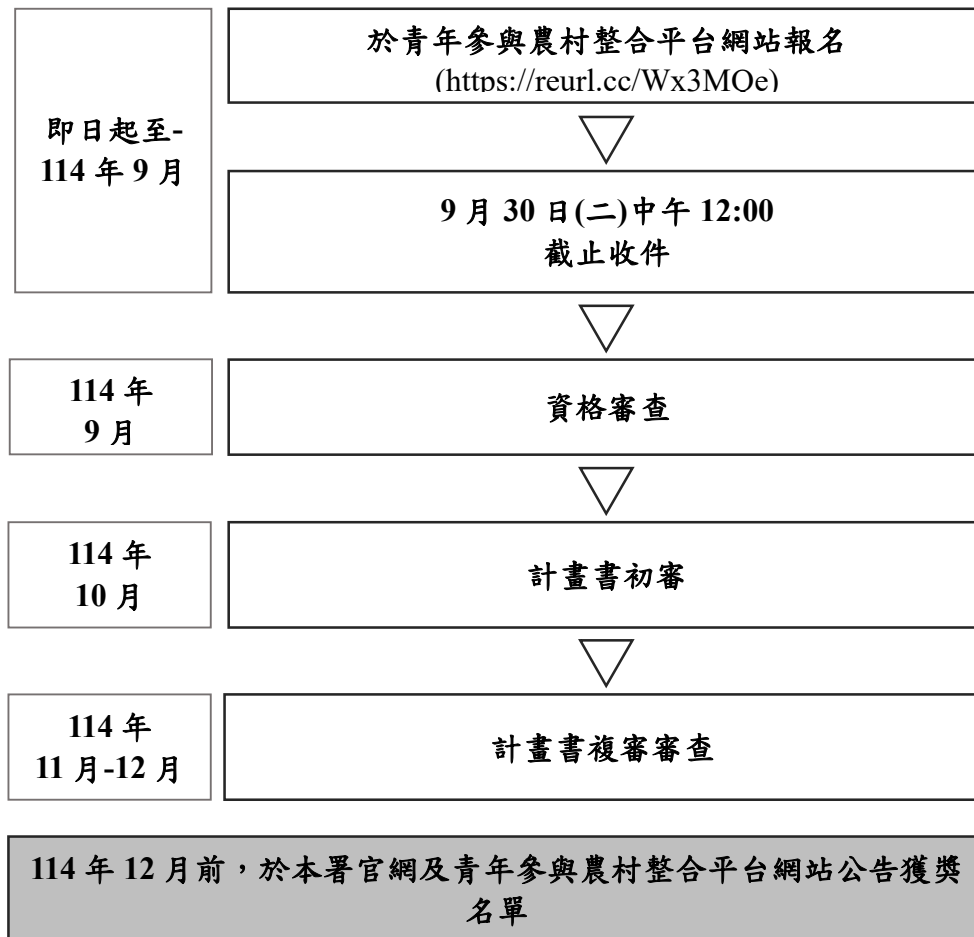 於青年參與農村整合平台網站報名
(https://reurl.cc/Wx3MOe)
即日起至-
114 年 9 月
9 月 30 日(二)中午 12:00
截止收件
114 年
9 月
資格審查
114 年
10 月
計畫書初審
114 年
11 月-12 月
計畫書複審審查
114 年 12 月前，於本署官網及青年參與農村整合平台網站公告獲獎
名單